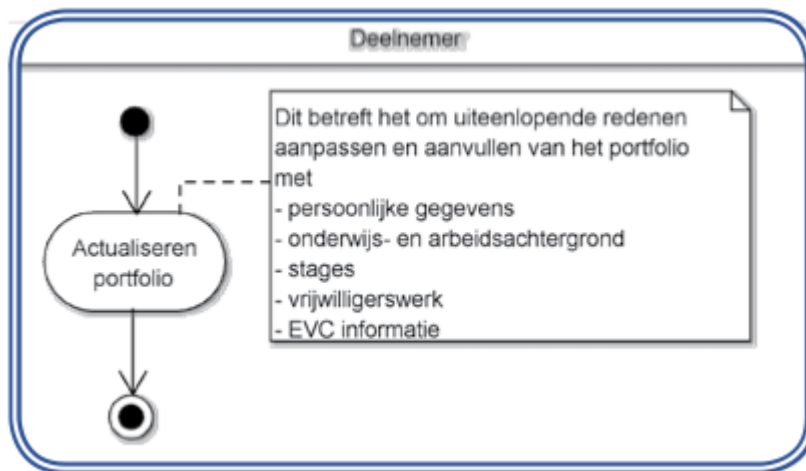 Deelnemer
Dit betreft het om uiteenlopende redenen
aanpassen en aanvullen van het portfolio
met
- persoonlijke gegevens
- onderwijs- en arbeidsachtergrond
- stages
- vrijwilligerswerk
- EVC informatie
Actualiseren
portfolio